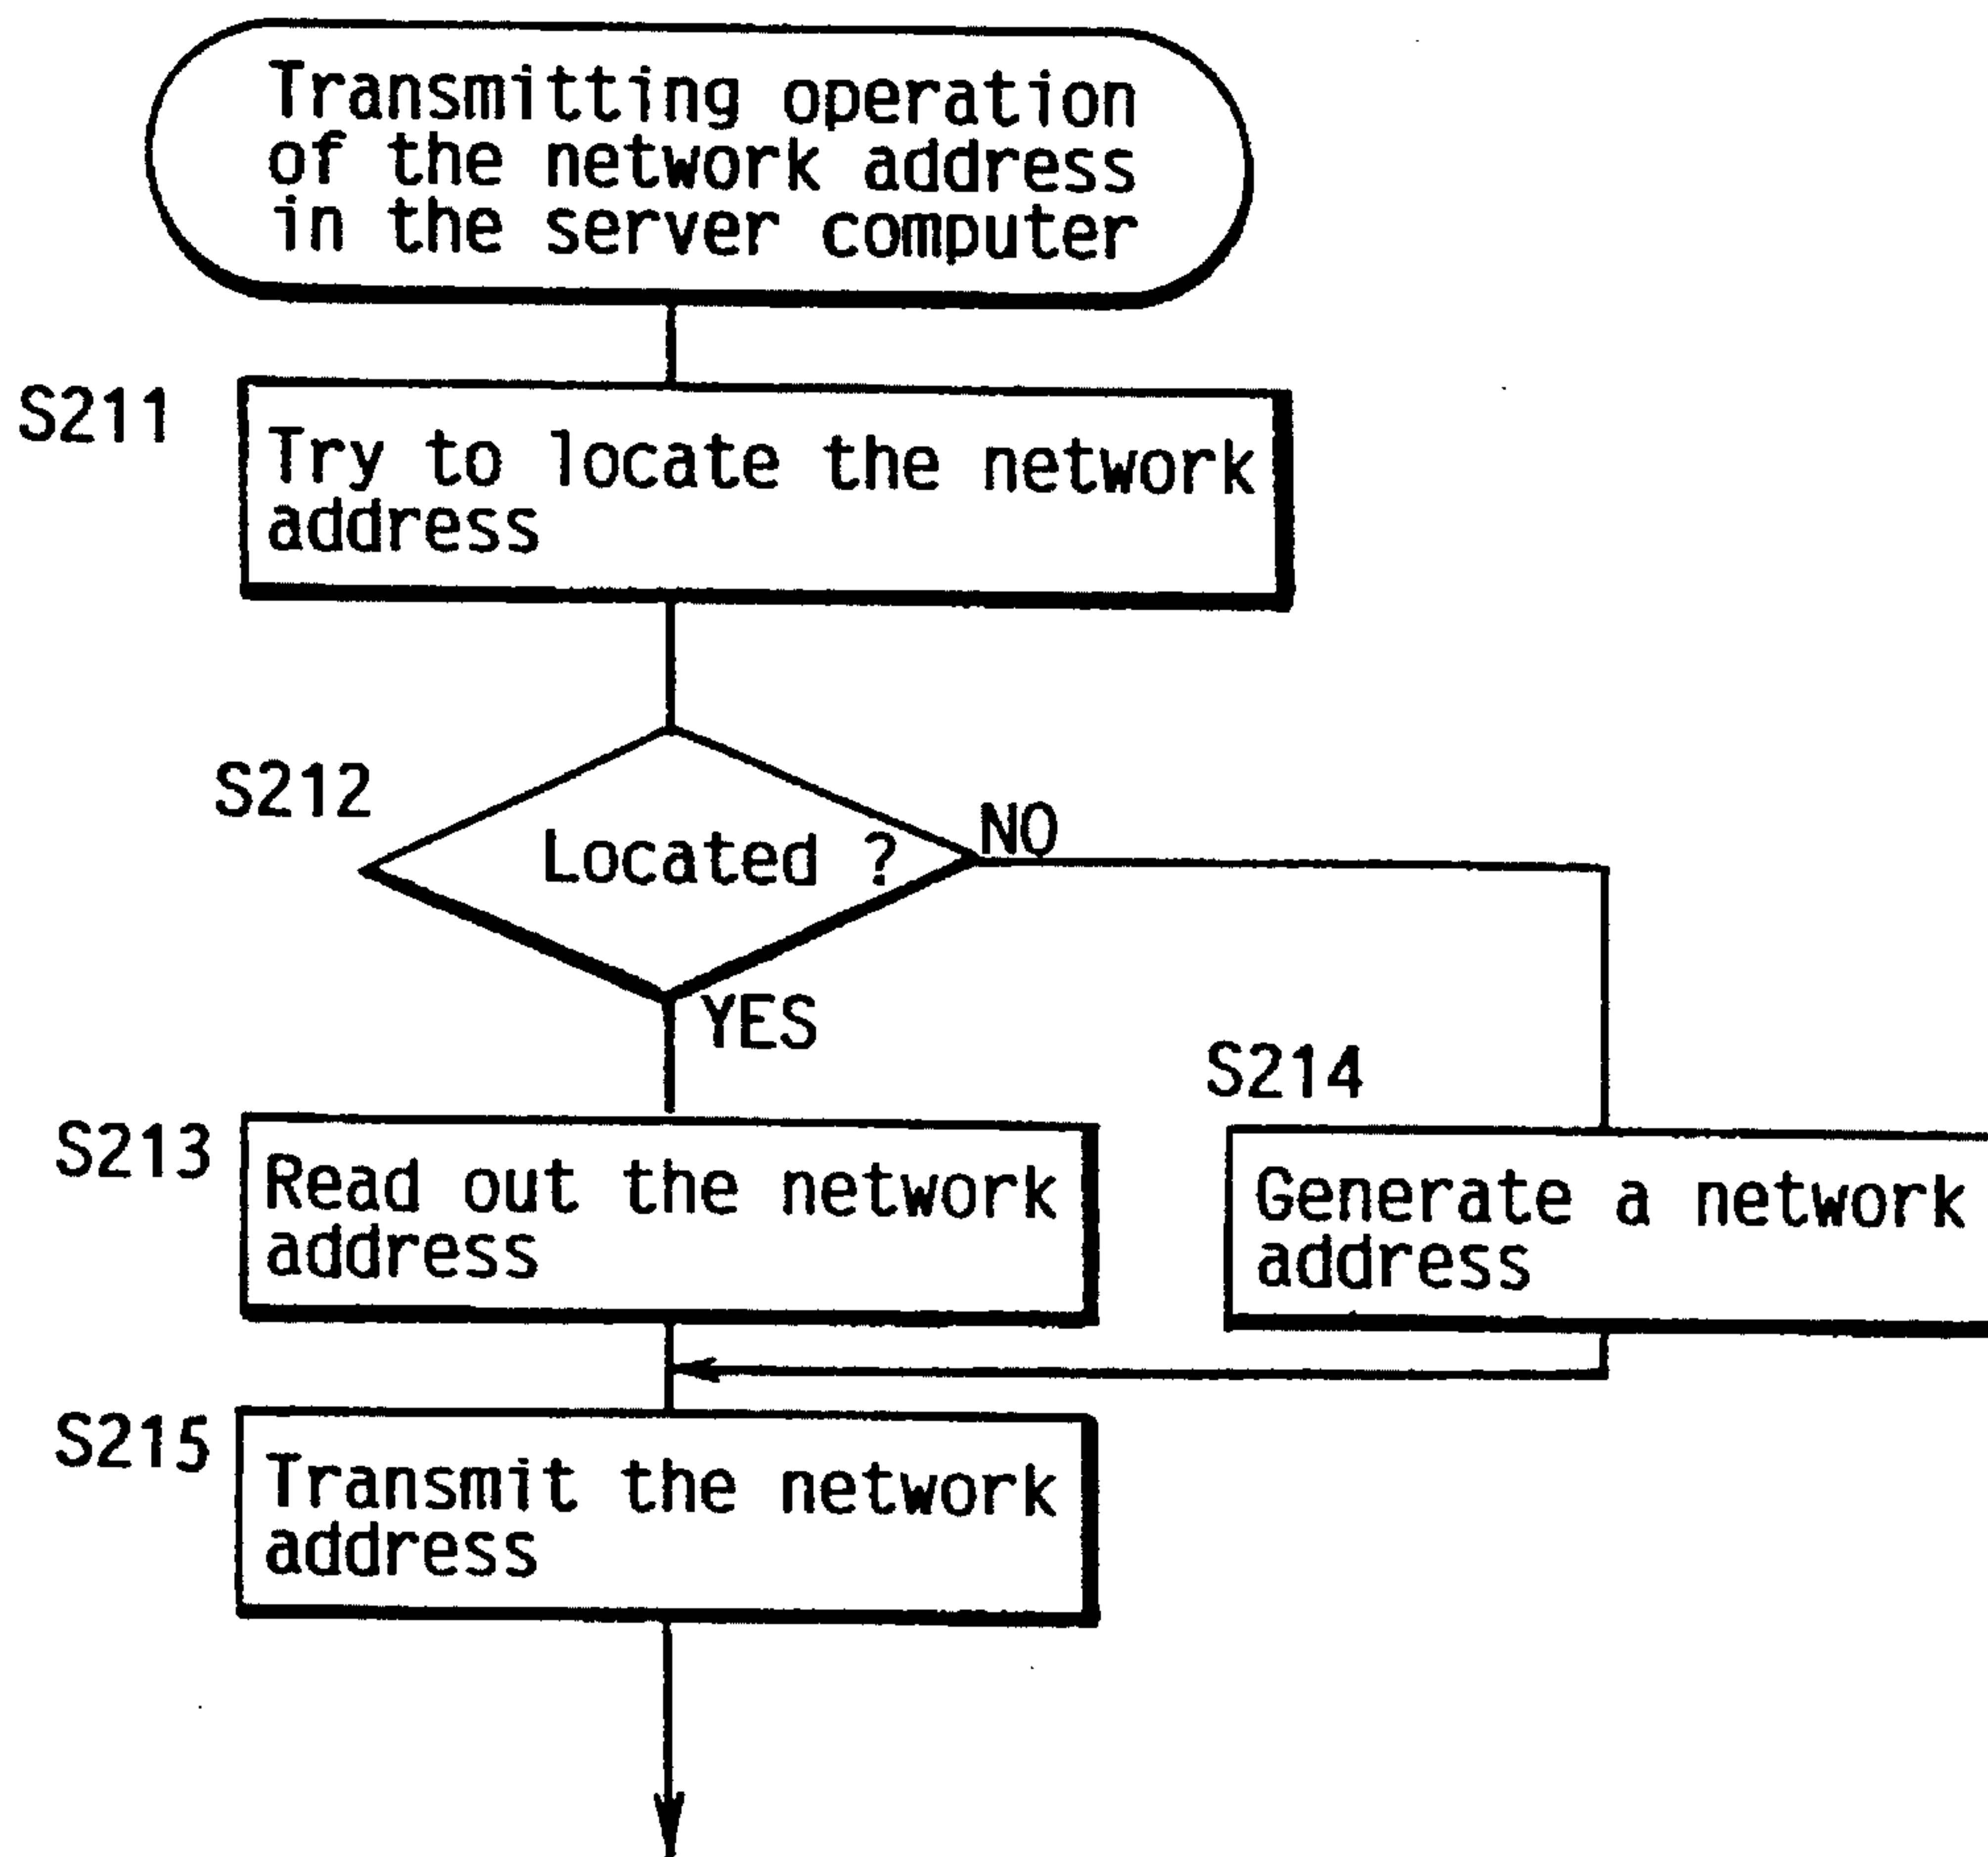 Transmitting operation
of the network address
in the server computer
S211
Try to locate the network
address
S212
Located ?
NO
YES
S213
Read out the network
address
S214
Generate a network
address
S215
Transmit the network
address